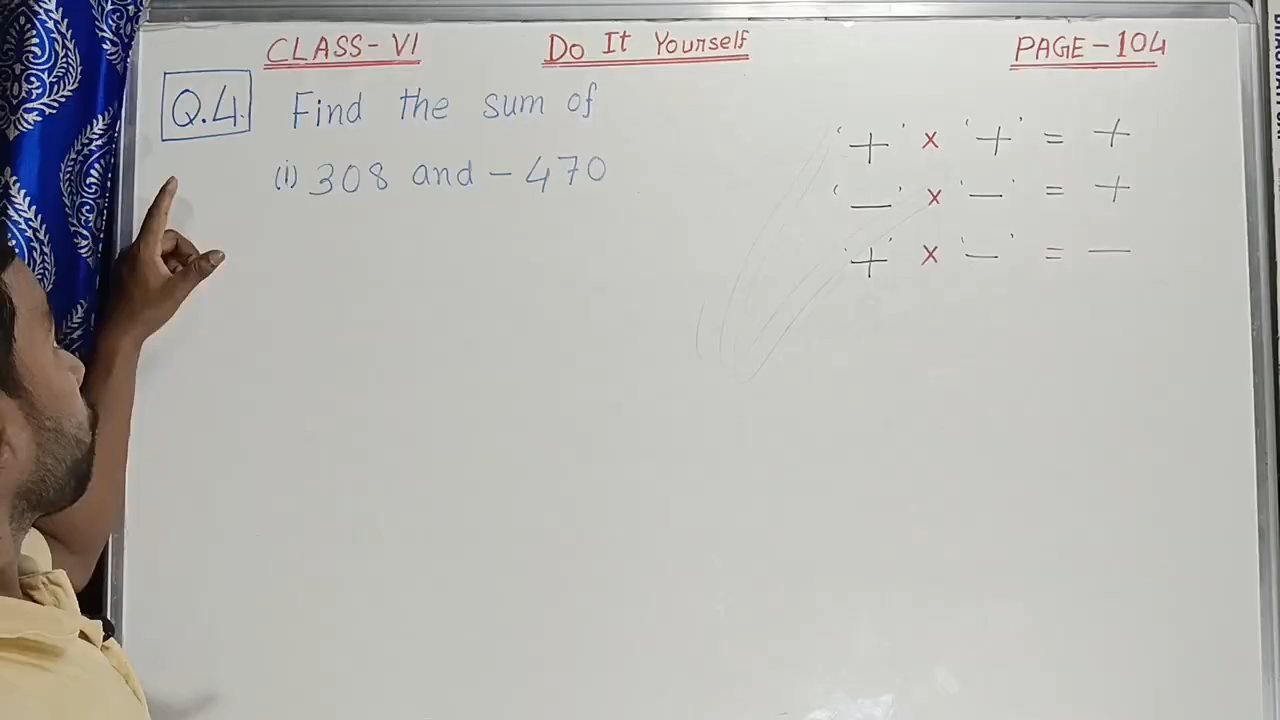 CLASS-VI Do It Yourself PAGE-104
Q.4. Find the sum of
(i) 308 and -470
'+' × '+' = +
'-' × '-' = +
'+' × '-' = -